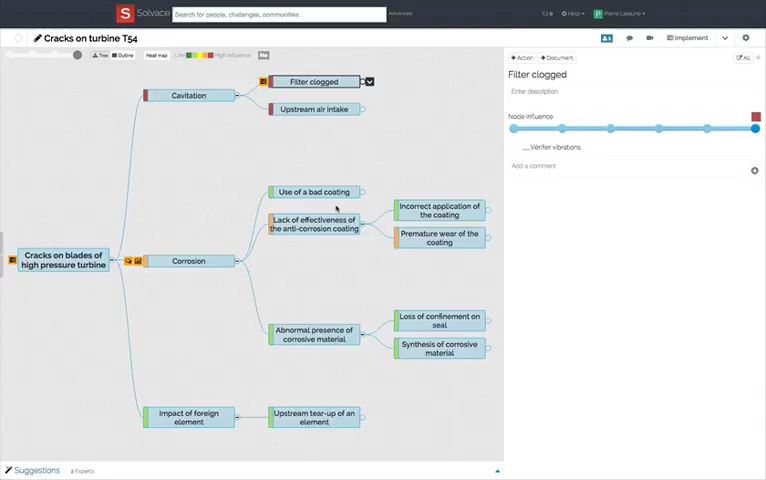 Solvace
Search for people, challenges, communities ...
Advanced
0
Help
P
Pierre Lasteune
Cracks on turbine T54
1
Implement
Tree
Outline
Heat map
Low
High Influence
Cavitation
Filter clogged
Upstream air intake
Cracks on blades of
high pressure turbine
Corrosion
Use of a bad coating
Lack of effectiveness of
the anti-corrosion coating
Incorrect application of
the coating
Premature wear of the
coating
Abnormal presence of
corrosive material
Loss of confinement on
seal
Synthesis of corrosive
material
Impact of foreign
element
Upstream tear-up of an
element
+ Action
+ Document
Filter clogged
Enter description
Node influence
Vérifier vibrations
Add a comment
Suggestions
2 Experts